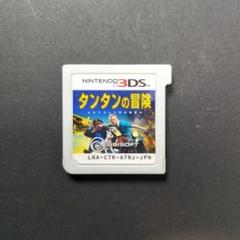 NINTENDO 3DS
タンタンの冒険
UBISOFT
LNA-CTR-ATNJ-JPN